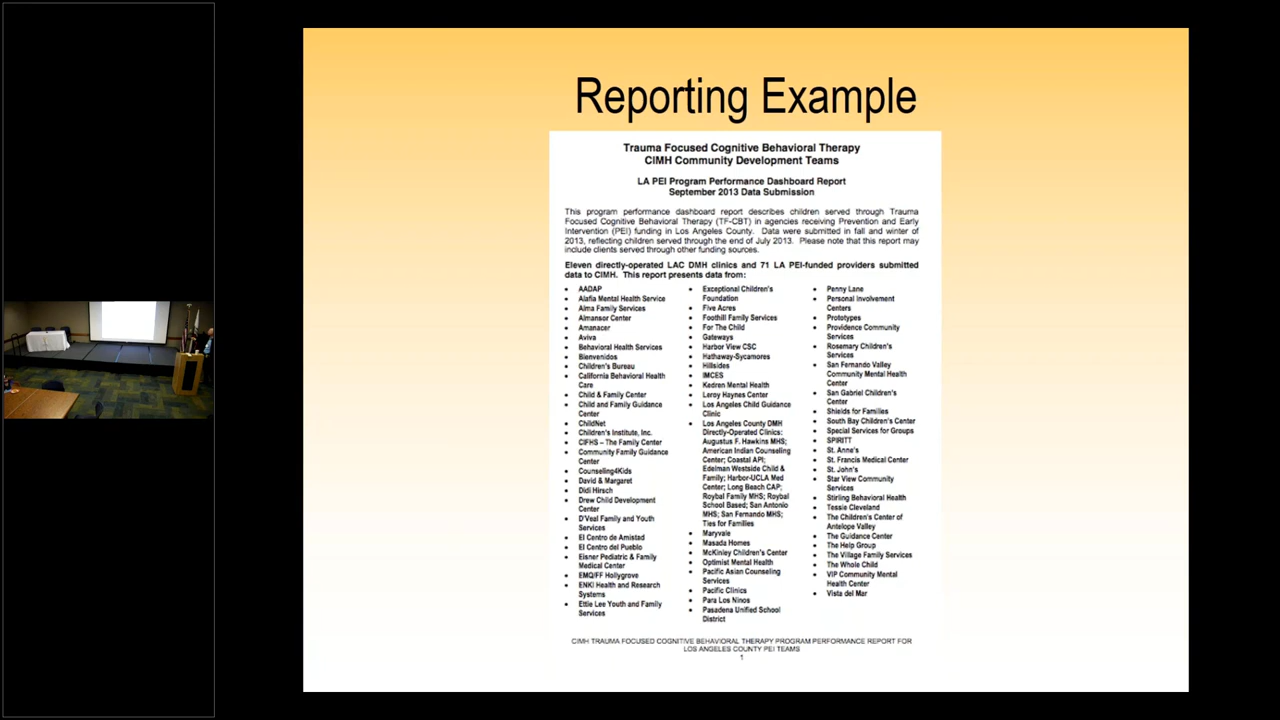 Reporting Example
Trauma Focused Cognitive Behavioral Therapy
CIMH Community Development Teams
LA PEI Program Performance Dashboard Report
September 2013 Data Submission
This program performance dashboard report describes children served through Trauma
Focused Cognitive Behavioral Therapy (TF-CBT) in agencies receiving Prevention and Early
Intervention (PEI) funding in Los Angeles County. Data were submitted in fall and winter of
2013, reflecting children served through the end of July 2013. Please note that this report may
include clients served through other funding sources.
Eleven directly-operated LAC DMH clinics and 71 LA PEI-funded providers submitted
data to CIMH. This report presents data from:
• AADAP
• Alafia Mental Health Service
• Alma Family Services
• Almansor Center
• Amanacer
• Aviva
• Behavioral Health Services
• Bienvenidos
• Children's Bureau
• California Behavioral Health
Care
• Child & Family Center
• Child and Family Guidance
Center
• ChildNet
• Children's Institute, Inc.
• CIFHS – The Family Center
• Community Family Guidance
Center
• Counseling4Kids
• David & Margaret
• Didi Hirsch
• Drew Child Development
Center
• D'Veal Family and Youth
Services
• El Centro de Amistad
• El Centro del Pueblo
• Eisner Pediatric & Family
Medical Center
• EMQ/FF Hollygrove
• ENKI Health and Research
Systems
• Ettie Lee Youth and Family
Services
• Exceptional Children's
Foundation
• Five Acres
• Foothill Family Services
• For The Child
• Gateways
• Harbor View CSC
• Hathaway-Sycamores
• Hillsides
• IMCES
• Kedren Mental Health
• Leroy Haynes Center
• Los Angeles Child Guidance
Clinic
• Los Angeles County DMH
Directly-Operated Clinics:
Augustus F. Hawkins MHS;
American Indian Counseling
Center; Coastal API;
Edelman Westside Child &
Family; Harbor-UCLA Med
Center; Long Beach CAP;
Roybal Family MHS; Roybal
School Based; San Antonio
MHS; San Fernando MHS;
Ties for Families
• Maryvale
• Masada Homes
• McKinley Children's Center
• Optimist Mental Health
• Pacific Asian Counseling
Services
• Pacific Clinics
• Para Los Ninos
• Pasadena Unified School
District
• Penny Lane
• Personal Involvement
Centers
• Prototypes
• Providence Community
Services
• Rosemary Children's
Services
• San Fernando Valley
Community Mental Health
Center
• San Gabriel Children's
Center
• Shields for Families
• South Bay Children's Center
• Special Services for Groups
• SPIRITT
• St. Anne's
• St. Francis Medical Center
• St. John's
• Star View Community
Services
• Stirling Behavioral Health
• Tessie Cleveland
• The Children's Center of
Antelope Valley
• The Guidance Center
• The Help Group
• The Village Family Services
• The Whole Child
• VIP Community Mental
Health Center
• Vista del Mar
CIMH TRAUMA FOCUSED COGNITIVE BEHAVIORAL THERAPY PROGRAM PERFORMANCE REPORT FOR
LOS ANGELES COUNTY PEI TEAMS
1